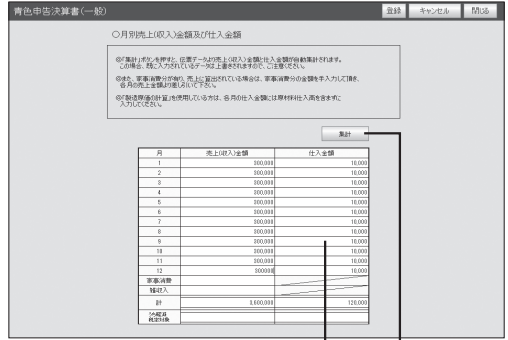 青色申告決算書(一般)
登録 キャンセル 閉じる
○月別売上(収入)金額及び仕入金額
◎「集計」ボタンを押すと、伝票データより売上(収入)金額と仕入金額が自動集計されます。
この場合、既に入力されているデータは上書きされますので、ご注意ください。
◎また、家事消費が有り、売上に算出されている場合は、家事消費分の金額を手入力して頂き、
各月の売上金額より差し引いて下さい。
◎「製造原価の計算」を使用している方は、各月の仕入金額には原材料仕入高を含まずに
入力してください。
集計
月 売上(収入)金額 仕入金額
1 300,000 10,000
2 300,000 10,000
3 300,000 10,000
4 300,000 10,000
5 300,000 10,000
6 300,000 10,000
7 300,000 10,000
8 300,000 10,000
9 300,000 10,000
10 300,000 10,000
11 300,000 10,000
12 300000 10,000
家事消費
雑収入
計 3,600,000 120,000